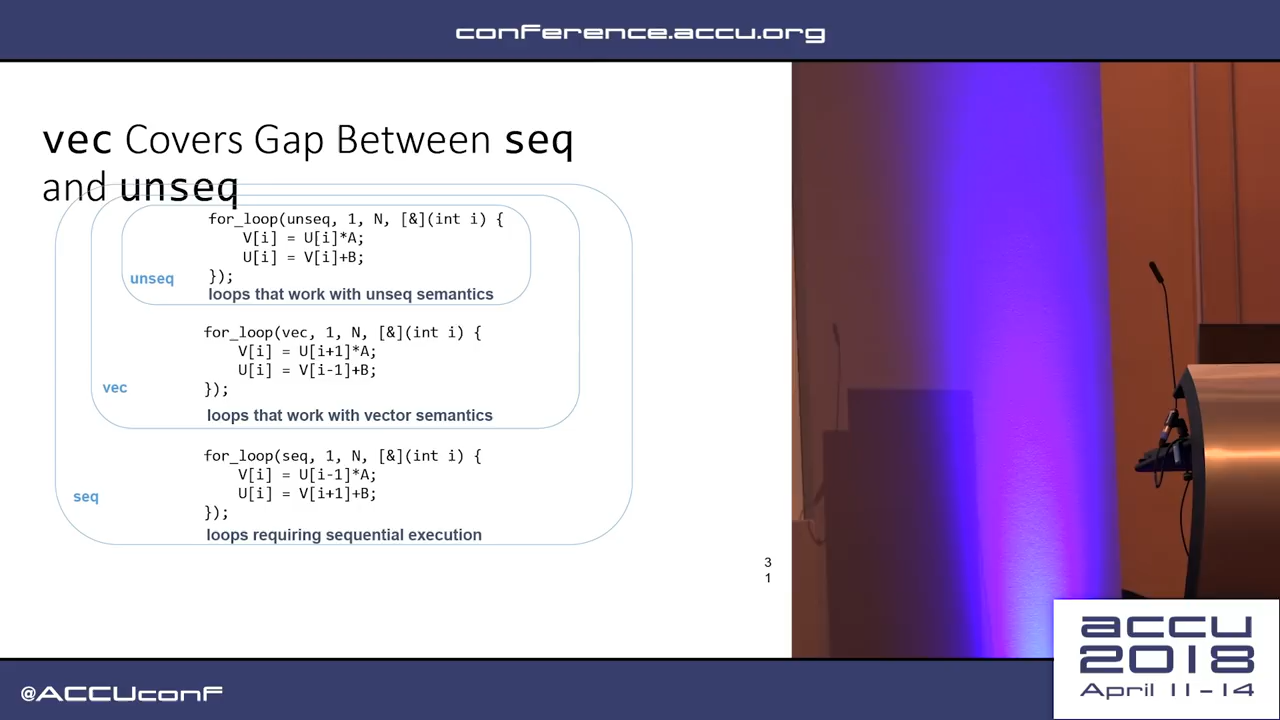 conference.accu.org
vec Covers Gap Between seq
and unseq
for_loop(unseq, 1, N, [&](int i) {
V[i] = U[i]*A;
U[i] = V[i]+B;
});
unseq
loops that work with unseq semantics
for_loop(vec, 1, N, [&](int i) {
V[i] = U[i+1]*A;
U[i] = V[i-1]+B;
});
vec
loops that work with vector semantics
for_loop(seq, 1, N, [&](int i) {
V[i] = U[i-1]*A;
U[i] = V[i+1]+B;
});
seq
loops requiring sequential execution
3
1
accu
2018
April 11-14
@ACCUconf